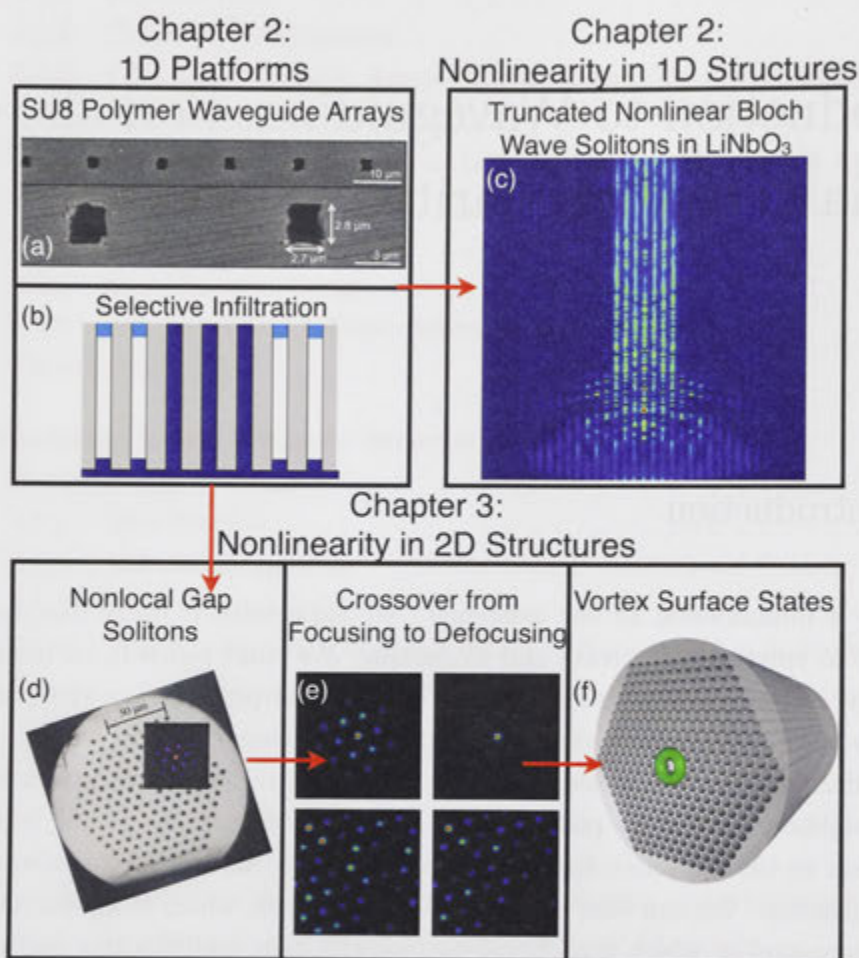 Chapter 2:
1D Platforms
SU8 Polymer Waveguide Arrays
10 µm
(a)
2.8 µm
2.7 µm
3 µm
(b)
Selective Infiltration
Chapter 2:
Nonlinearity in 1D Structures
Truncated Nonlinear Bloch
Wave Solitons in LiNbO₃
(c)
Chapter 3:
Nonlinearity in 2D Structures
Nonlocal Gap
Solitons
(d)
50 µm
Crossover from
Focusing to Defocusing
(e)
Vortex Surface States
(f)